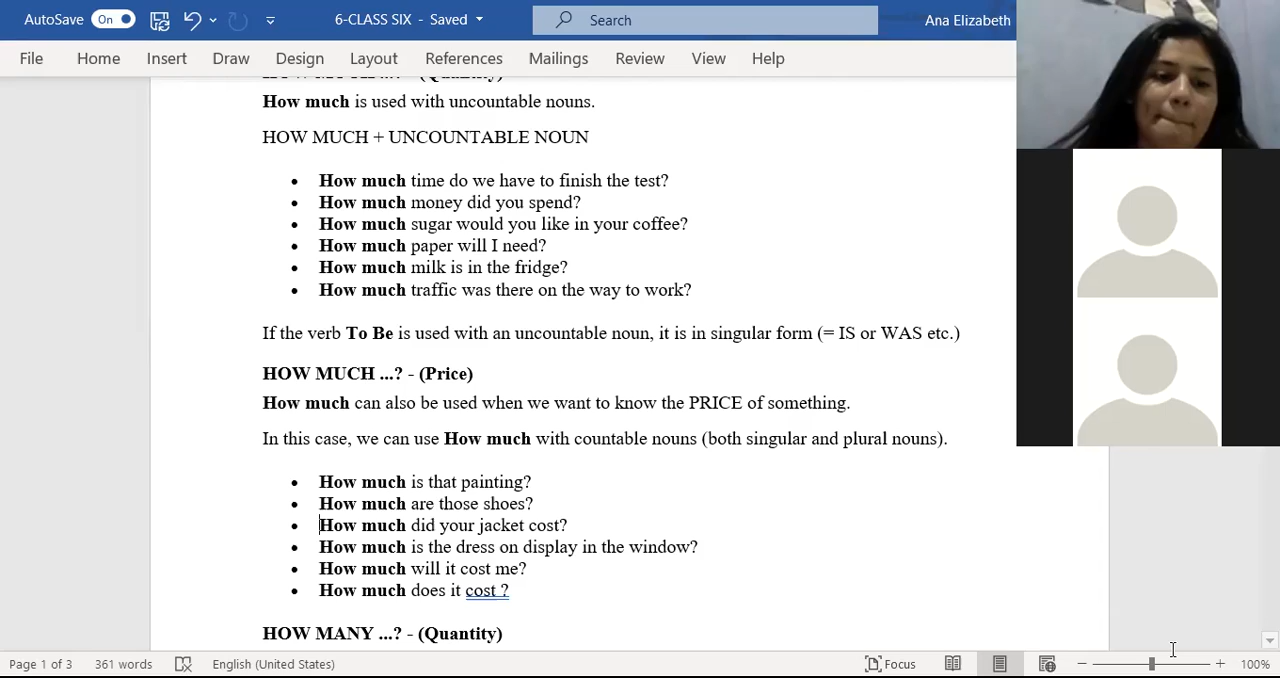 AutoSave On 6-CLASS SIX - Saved Search Ana Elizabeth
File Home Insert Draw Design Layout References Mailings Review View Help
How much is used with uncountable nouns.
HOW MUCH + UNCOUNTABLE NOUN
• How much time do we have to finish the test?
• How much money did you spend?
• How much sugar would you like in your coffee?
• How much paper will I need?
• How much milk is in the fridge?
• How much traffic was there on the way to work?
If the verb To Be is used with an uncountable noun, it is in singular form (= IS or WAS etc.)
HOW MUCH ...? - (Price)
How much can also be used when we want to know the PRICE of something.
In this case, we can use How much with countable nouns (both singular and plural nouns).
• How much is that painting?
• How much are those shoes?
• How much did your jacket cost?
• How much is the dress on display in the window?
• How much will it cost me?
• How much does it cost ?
HOW MANY ...? - (Quantity)
Page 1 of 3 361 words English (United States) Focus 100%